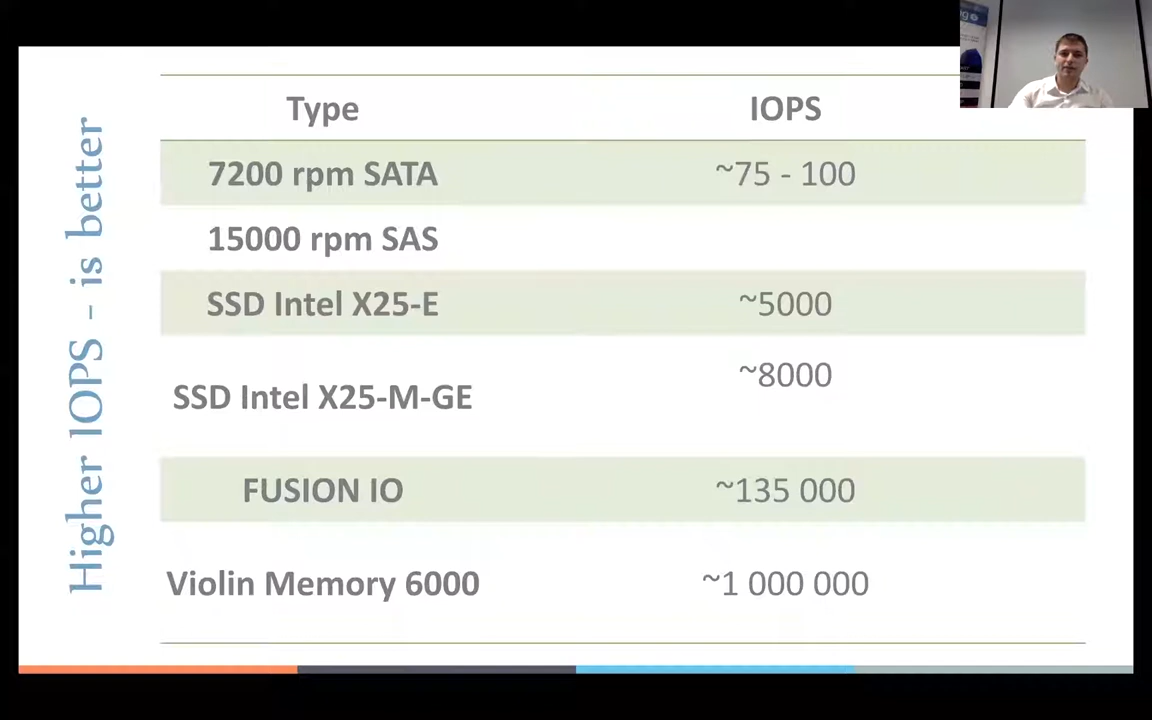 Higher IOPS - is better
Type IOPS
7200 rpm SATA ~75 - 100
15000 rpm SAS
SSD Intel X25-E ~5000
SSD Intel X25-M-GE ~8000
FUSION IO ~135 000
Violin Memory 6000 ~1 000 000